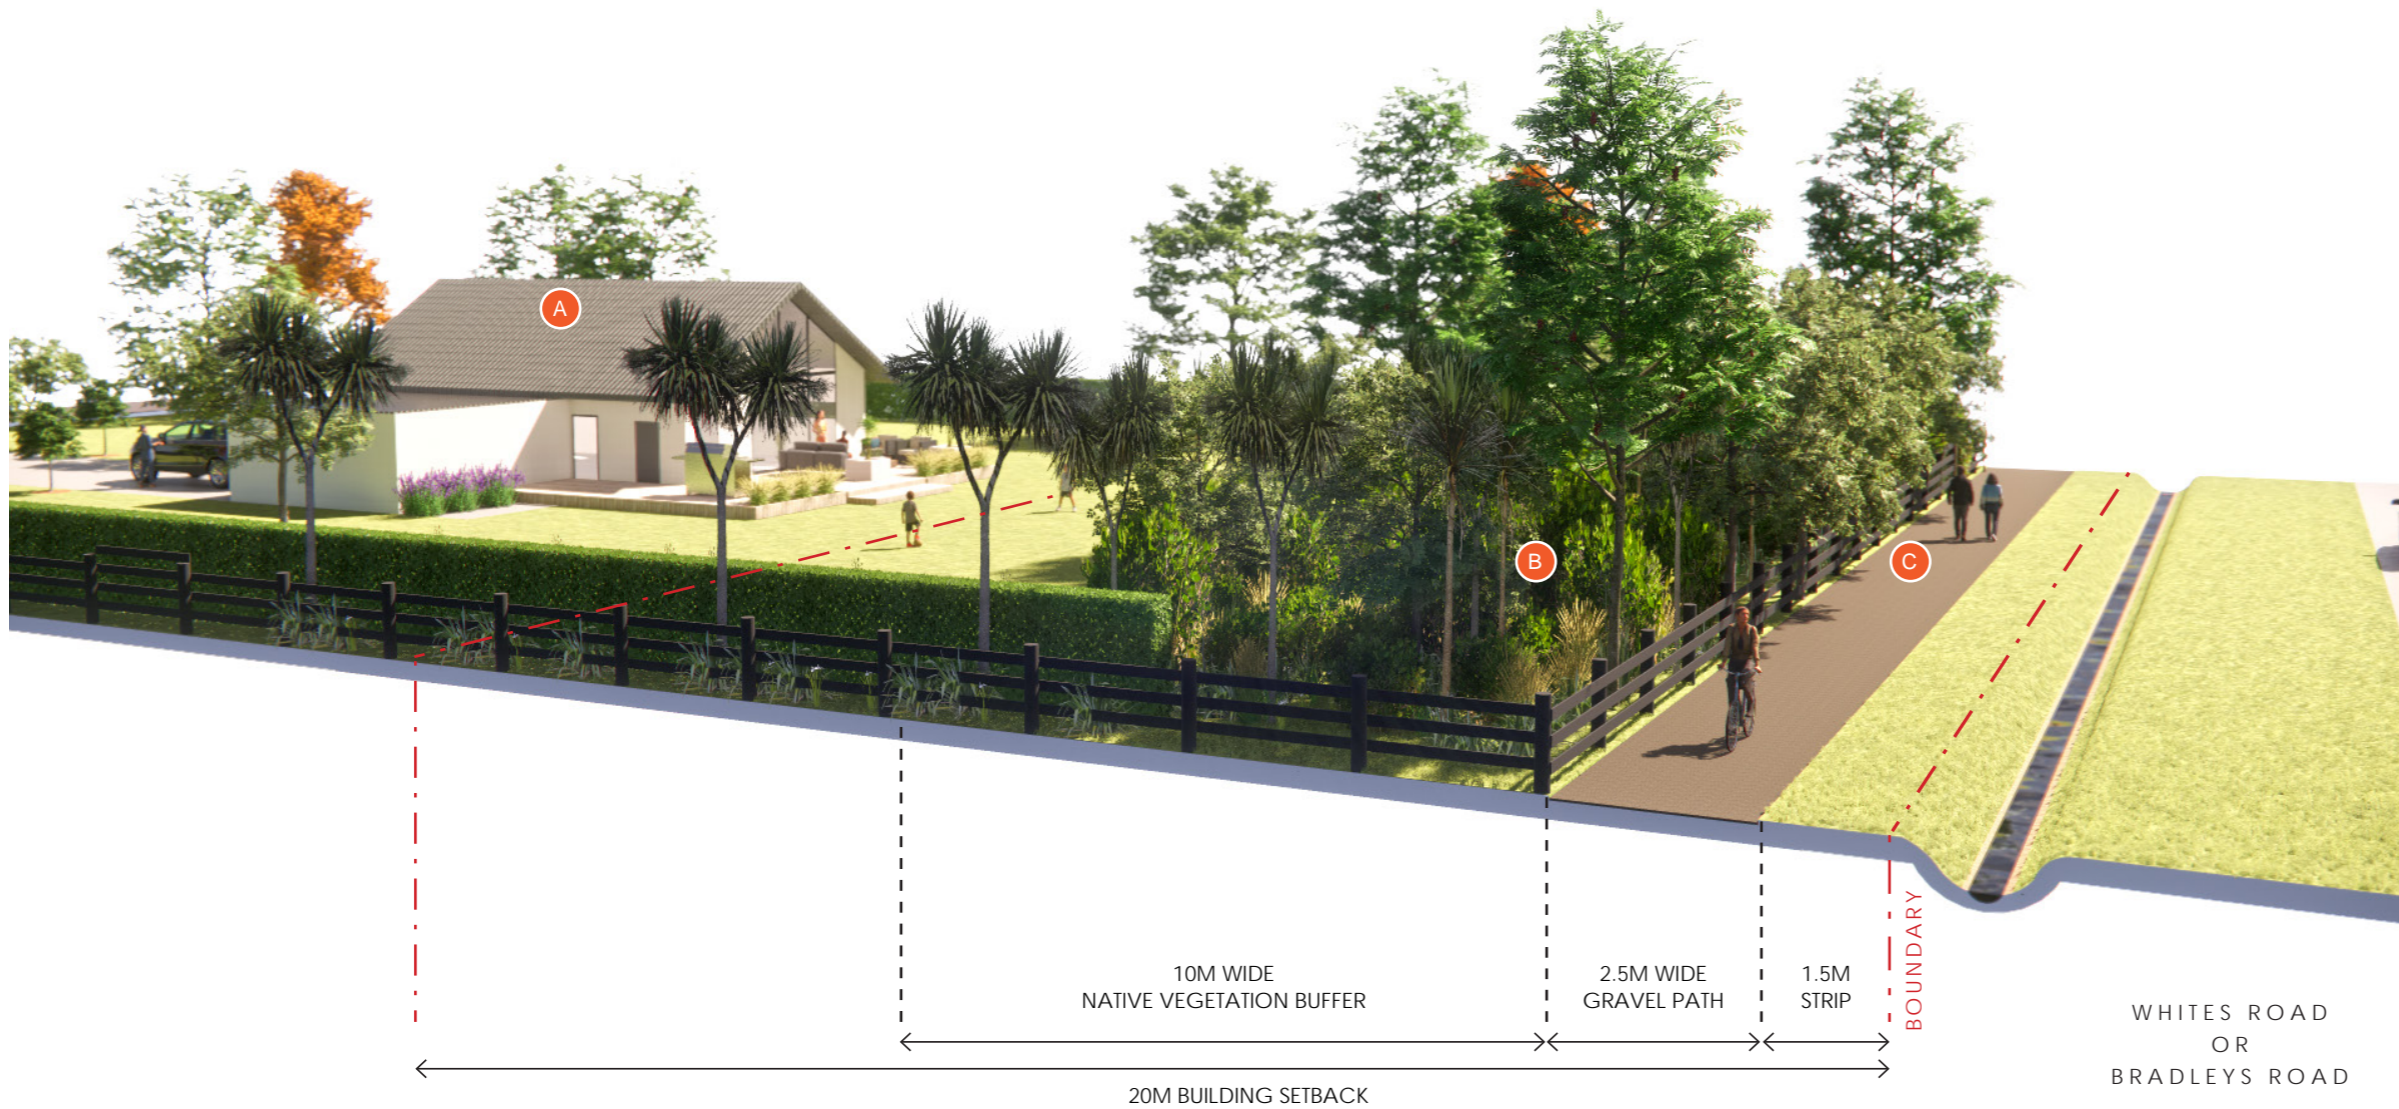 A
B
C
10M WIDE
NATIVE VEGETATION BUFFER
2.5M WIDE
GRAVEL PATH
1.5M
STRIP
BOUNDARY
WHITES ROAD
OR
BRADLEYS ROAD
20M BUILDING SETBACK